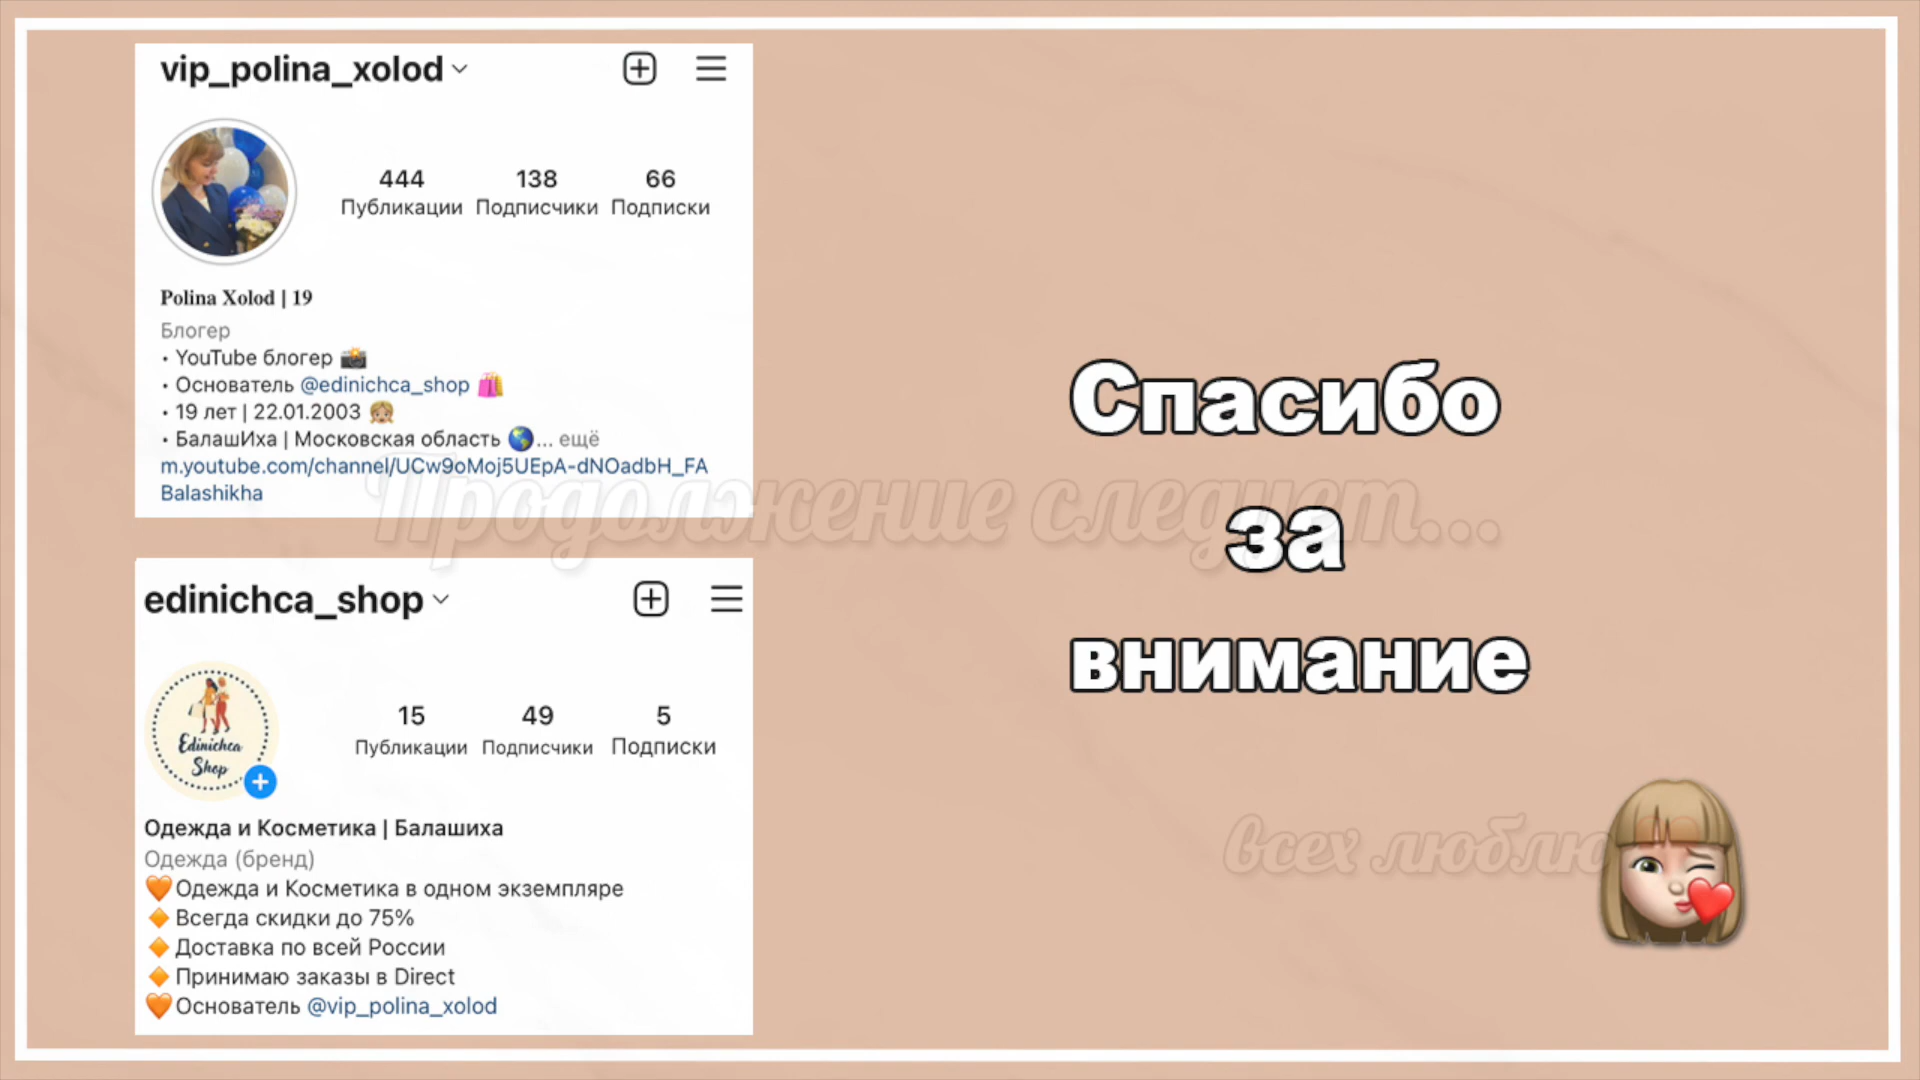 vip_polina_xolod
444 138 66
Публикации Подписчики Подписки
Polina Xolod | 19
Блогер
• YouTube блогер 📸
• Основатель @edinichca_shop 🛍️
• 19 лет | 22.01.2003 👧🏼
• БалашИха | Московская область 🌎... ещё
m.youtube.com/channel/UCw9oMoj5UEpA-dNOadbH_FA
Balashikha
Продолжение следует...
edinichca_shop
15 49 5
Публикации Подписчики Подписки
Edinichca
Shop
Одежда и Косметика | Балашиха
Одежда (бренд)
🧡Одежда и Косметика в одном экземпляре
🔸Всегда скидки до 75%
🔸Доставка по всей России
🔸Принимаю заказы в Direct
🧡Основатель @vip_polina_xolod
Спасибо
за
внимание
всех люблю